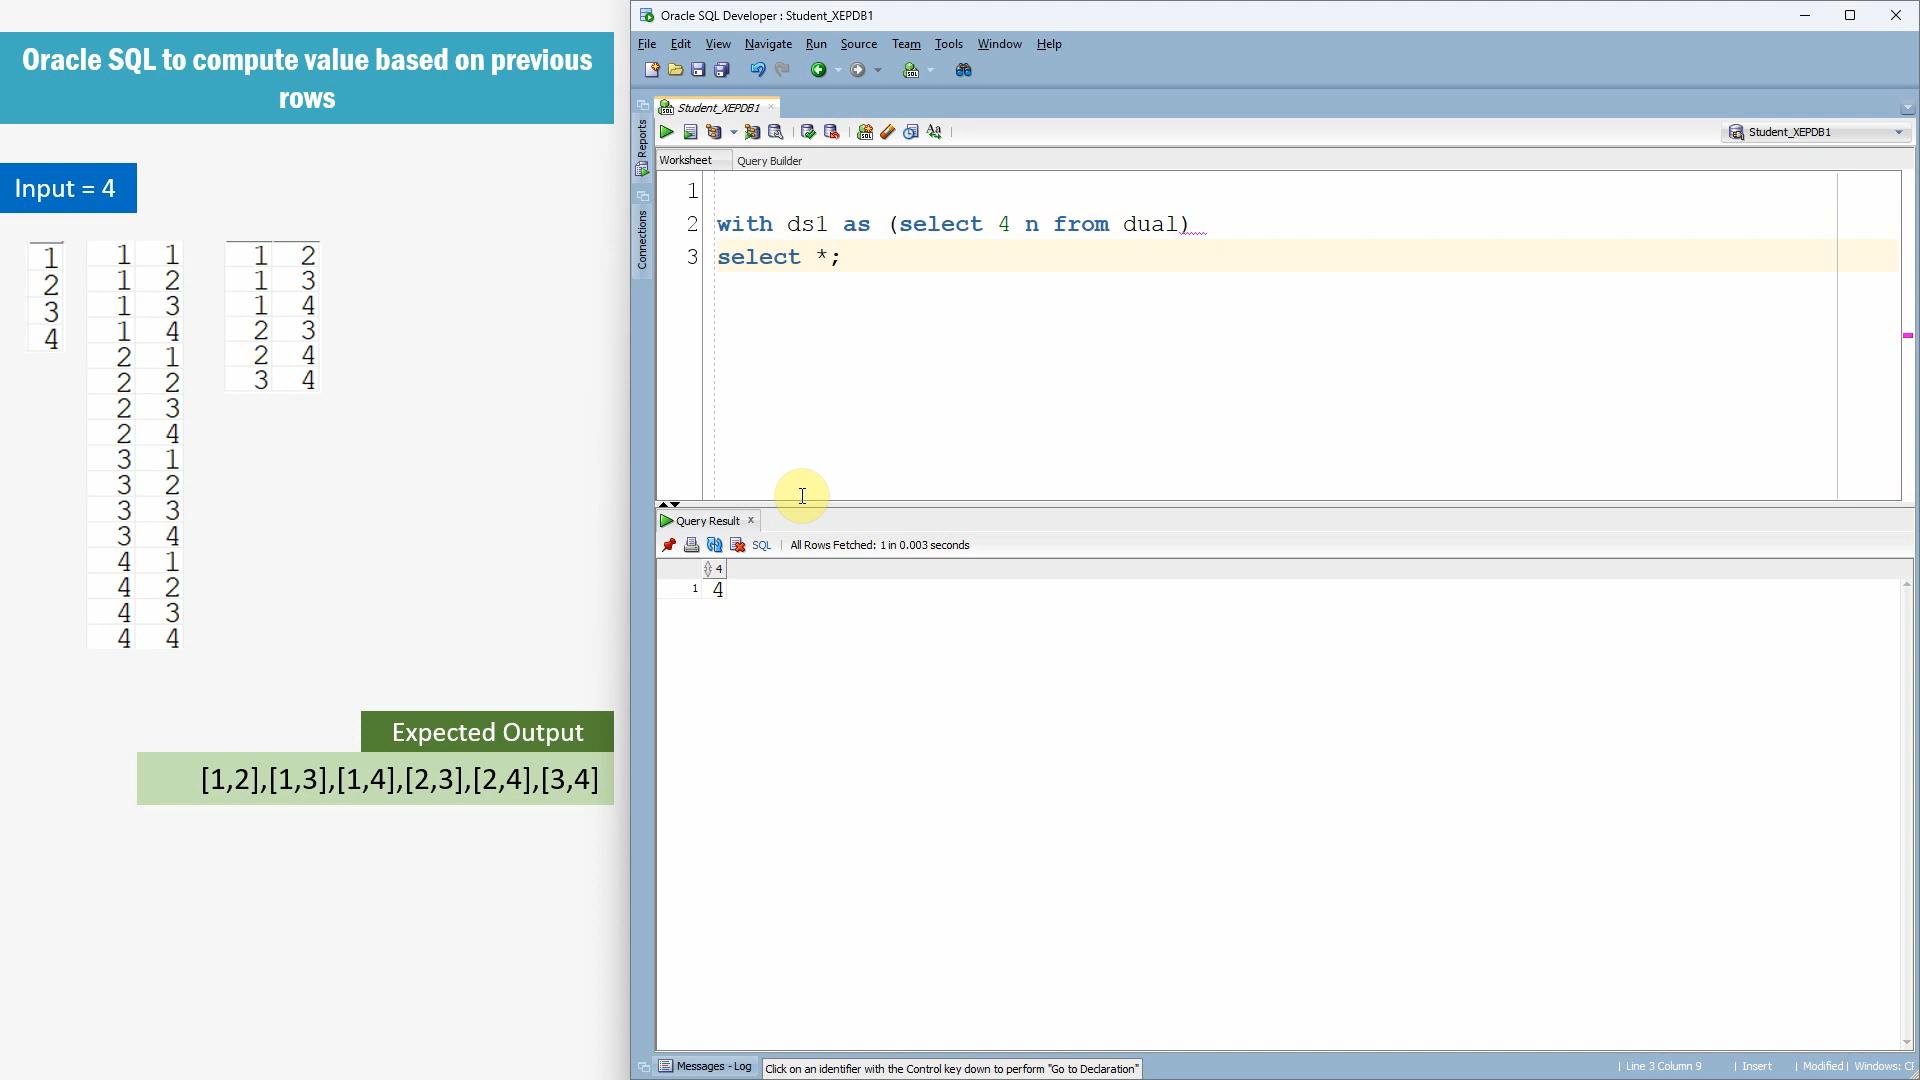 Oracle SQL to compute value based on previous
rows
Input = 4
1
2
3
4
1 1
1 2
1 3
1 4
2 1
2 2
2 3
2 4
3 1
3 2
3 3
3 4
4 1
4 2
4 3
4 4
1 2
1 3
1 4
2 3
2 4
3 4
Expected Output
[1,2],[1,3],[1,4],[2,3],[2,4],[3,4]
Oracle SQL Developer : Student_XEPDB1
File Edit View Navigate Run Source Team Tools Window Help
Reports
Connections
Student_XEPDB1
Student_XEPDB1
Worksheet Query Builder
1
2 with ds1 as (select 4 n from dual)
3 select *;
Query Result x
SQL | All Rows Fetched: 1 in 0.003 seconds
4
1 4
Messages - Log
Click on an identifier with the Control key down to perform "Go to Declaration"
| Line 3 Column 9 | Insert | Modified | Windows: